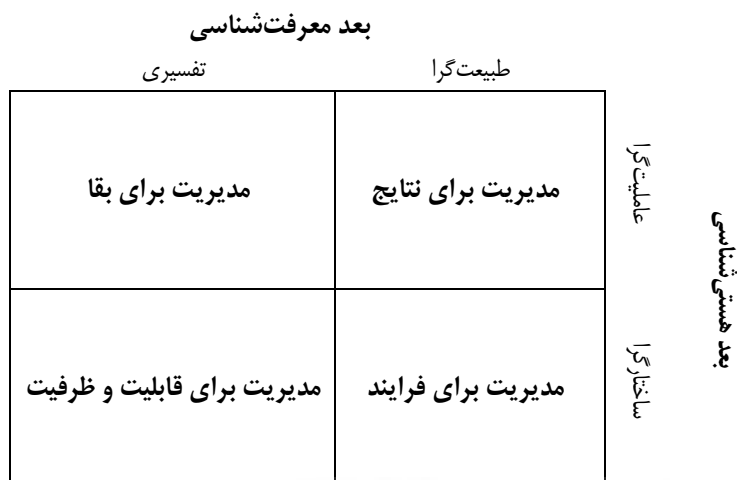 بعد معرفت‌شناسی
طبیعت‌گرا
تفسیری
عاملیت‌گرا
مدیریت برای نتایج
مدیریت برای بقا
بعد هستی‌شناسی
ساختارگرا
مدیریت برای فرایند
مدیریت برای قابلیت و ظرفیت